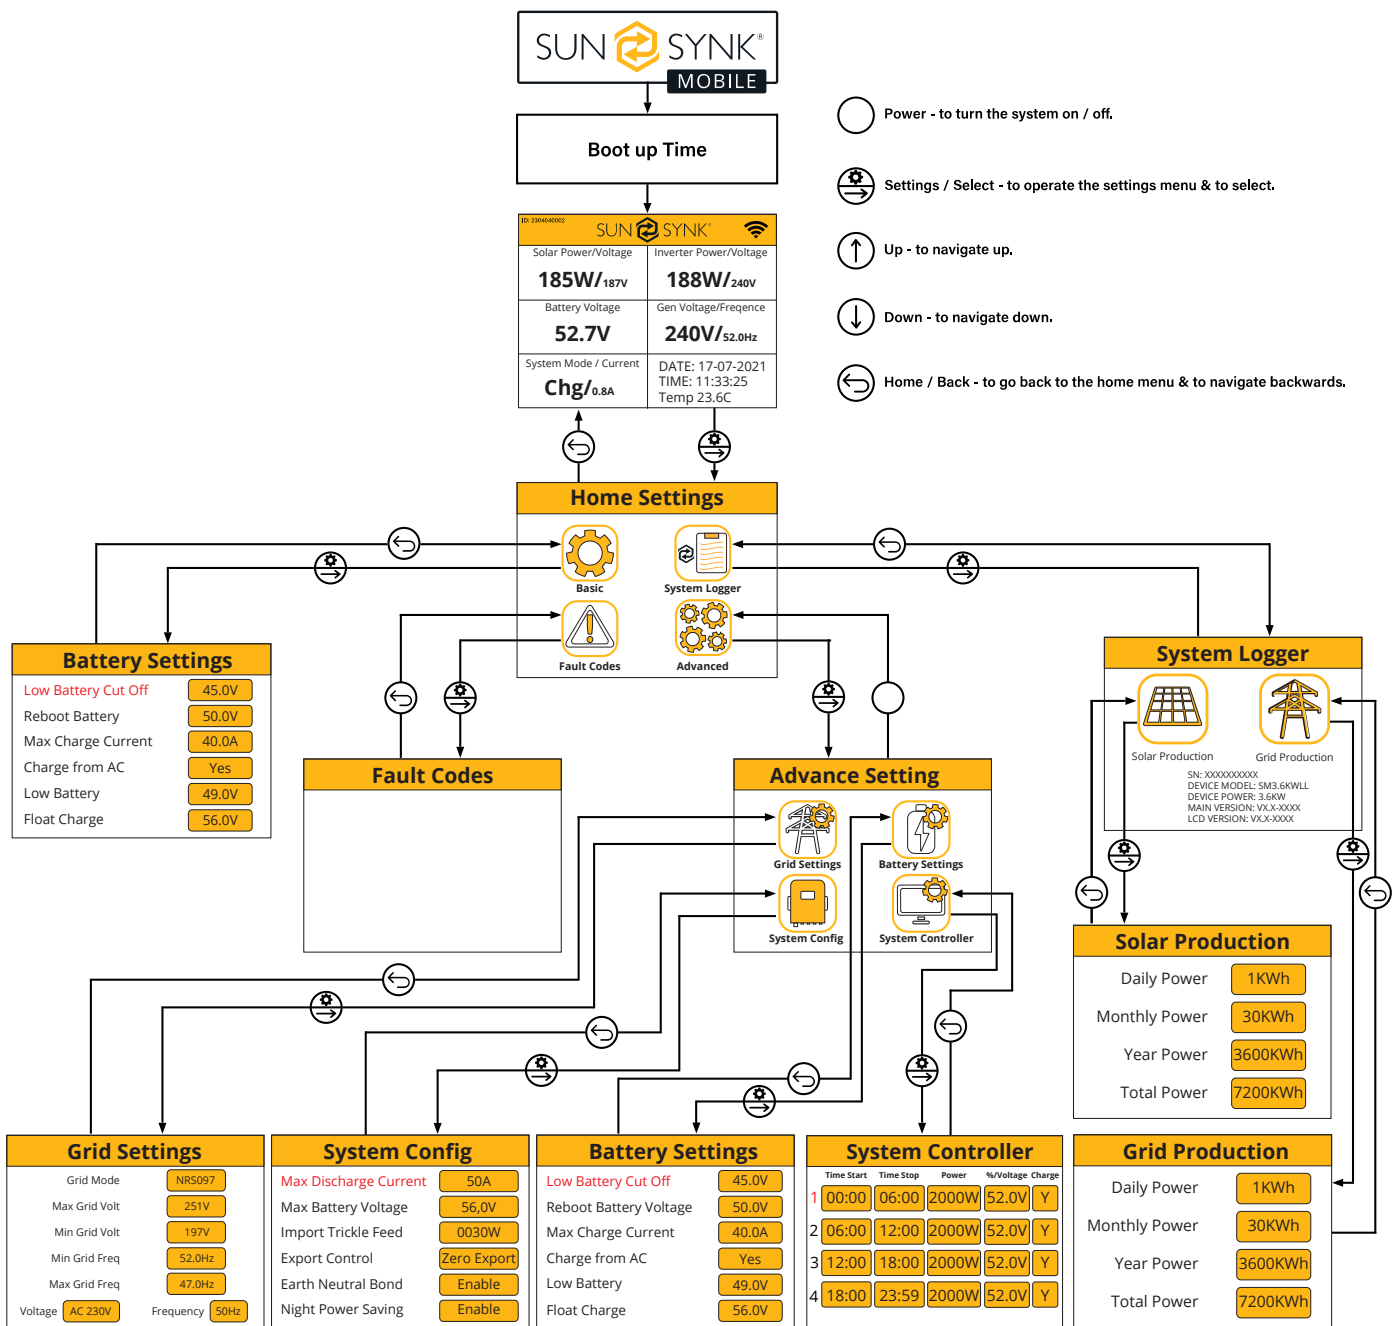 SUN SYNK®
MOBILE
Boot up Time
Power - to turn the system on / off.
Settings / Select - to operate the settings menu & to select.
Up - to navigate up.
Down - to navigate down.
Home / Back - to go back to the home menu & to navigate backwards.
ID: 2304040002
SUN SYNK®
Solar Power/Voltage
185W/187V
Inverter Power/Voltage
188W/240V
Battery Voltage
52.7V
Gen Voltage/Freqence
240V/52.0Hz
System Mode / Current
Chg/0.8A
DATE: 17-07-2021
TIME: 11:33:25
Temp 23.6C
Home Settings
Basic
System Logger
Fault Codes
Advanced
Battery Settings
Low Battery Cut Off 45.0V
Reboot Battery 50.0V
Max Charge Current 40.0A
Charge from AC Yes
Low Battery 49.0V
Float Charge 56.0V
Fault Codes
Advance Setting
Grid Settings
Battery Settings
System Config
System Controller
System Logger
Solar Production
Grid Production
SN: XXXXXXXXXX
DEVICE MODEL: SM3.6KWLL
DEVICE POWER: 3.6KW
MAIN VERSION: VX.X-XXXX
LCD VERSION: VX.X-XXXX
Solar Production
Daily Power 1KWh
Monthly Power 30KWh
Year Power 3600KWh
Total Power 7200KWh
Grid Settings
Grid Mode NRS097
Max Grid Volt 251V
Min Grid Volt 197V
Min Grid Freq 52.0Hz
Max Grid Freq 47.0Hz
Voltage AC 230V Frequency 50Hz
System Config
Max Discharge Current 50A
Max Battery Voltage 56,0V
Import Trickle Feed 0030W
Export Control Zero Export
Earth Neutral Bond Enable
Night Power Saving Enable
Battery Settings
Low Battery Cut Off 45.0V
Reboot Battery Voltage 50.0V
Max Charge Current 40.0A
Charge from AC Yes
Low Battery 49.0V
Float Charge 56.0V
System Controller
Time Start Time Stop Power %/Voltage Charge
1 00:00 06:00 2000W 52.0V Y
2 06:00 12:00 2000W 52.0V Y
3 12:00 18:00 2000W 52.0V Y
4 18:00 23:59 2000W 52.0V Y
Grid Production
Daily Power 1KWh
Monthly Power 30KWh
Year Power 3600KWh
Total Power 7200KWh